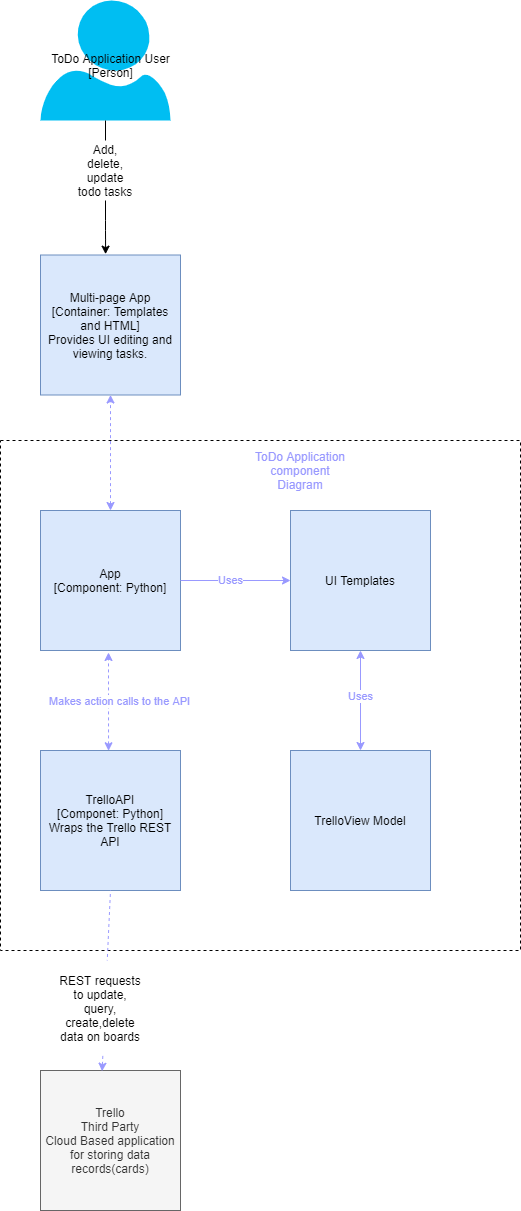 ToDo Application User
[Person]
Add,
delete,
update
todo tasks
Multi-page App
[Container: Templates
and HTML]
Provides UI editing and
viewing tasks.
ToDo Application
component
Diagram
App
[Component: Python]
Uses
UI Templates
Makes action calls to the API
Uses
TrelloAPI
[Componet: Python]
Wraps the Trello REST
API
TrelloView Model
REST requests
to update,
query,
create,delete
data on boards
Trello
Third Party
Cloud Based application
for storing data
records(cards)